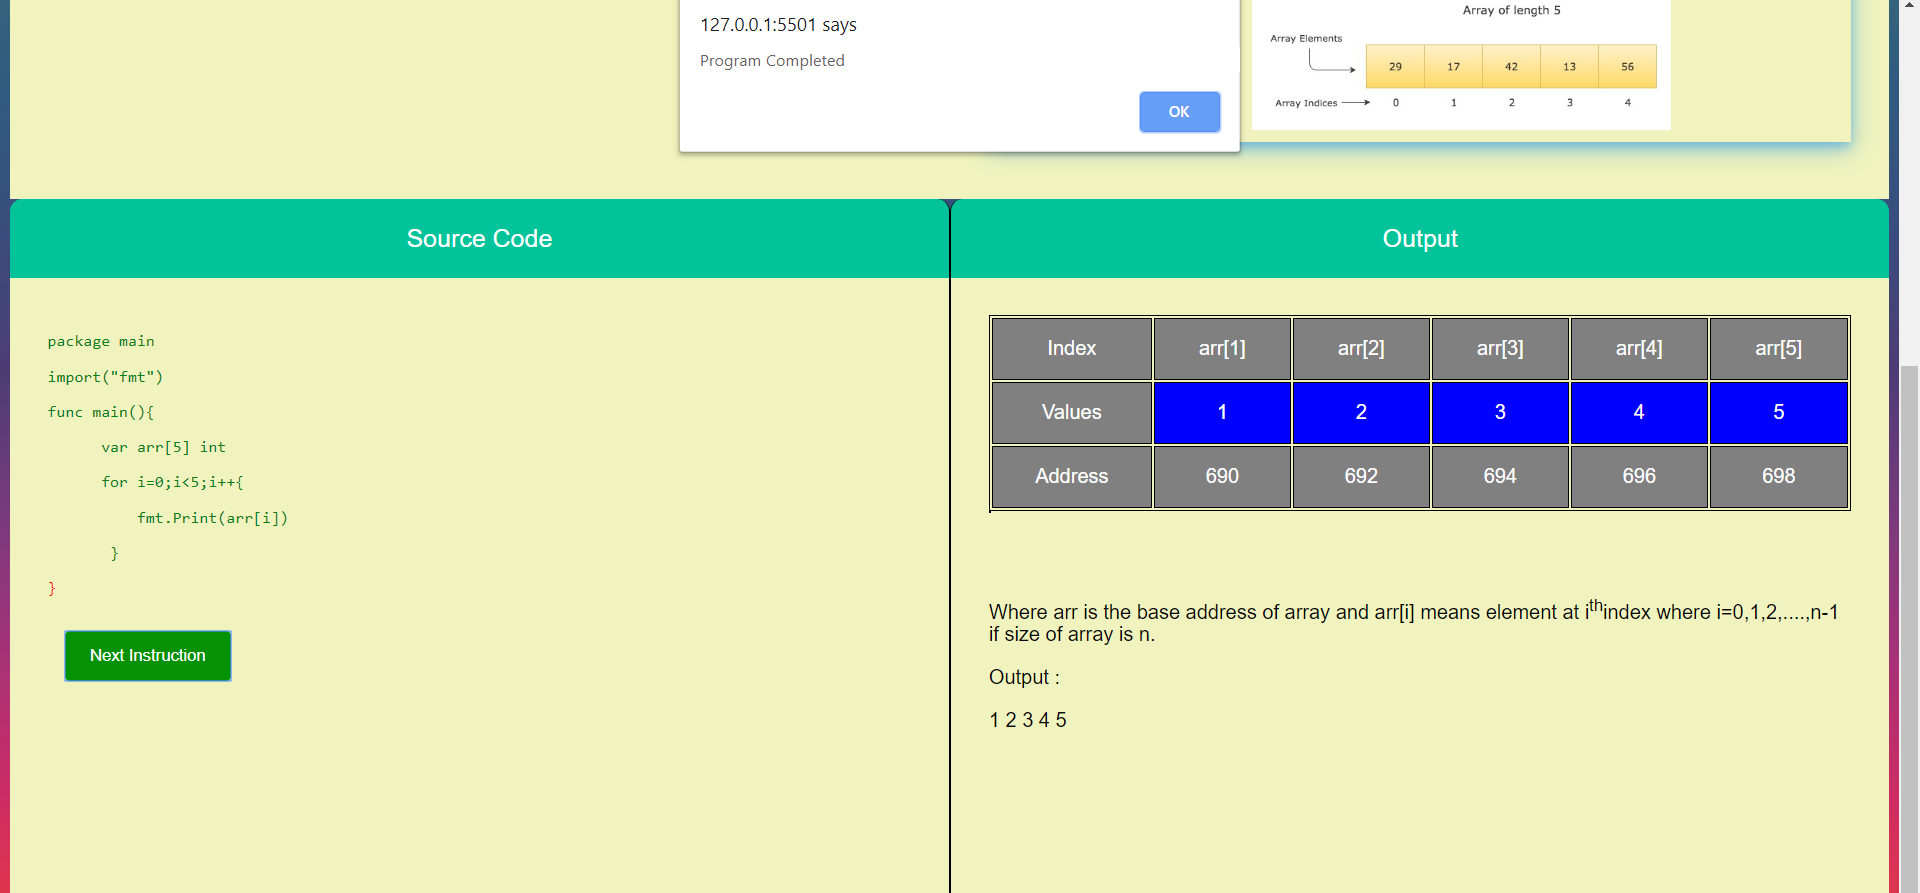 127.0.0.1:5501 says
Program Completed
OK
Array of length 5
Array Elements
29 17 42 13 56
Array Indices 0 1 2 3 4
Source Code
package main
import("fmt")
func main(){
var arr[5] int
for i=0;i<5;i++{
fmt.Print(arr[i])
}
}
Next Instruction
Output
Index arr[1] arr[2] arr[3] arr[4] arr[5]
Values 1 2 3 4 5
Address 690 692 694 696 698
Where arr is the base address of array and arr[i] means element at ithindex where i=0,1,2,....,n-1
if size of array is n.
Output :
1 2 3 4 5